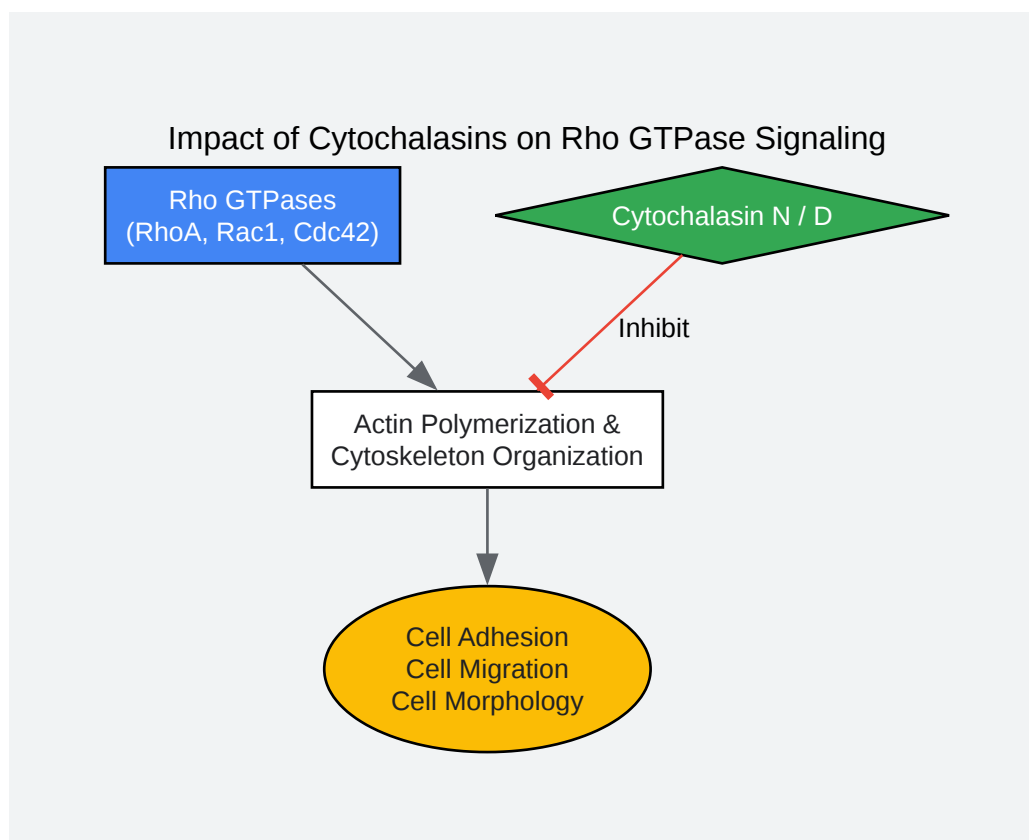 Impact of Cytochalasins on Rho GTPase Signaling
Rho GTPases
(RhoA, Rac1, Cdc42)
Cytochalasin N / D
Inhibit
Actin Polymerization &
Cytoskeleton Organization
Cell Adhesion
Cell Migration
Cell Morphology